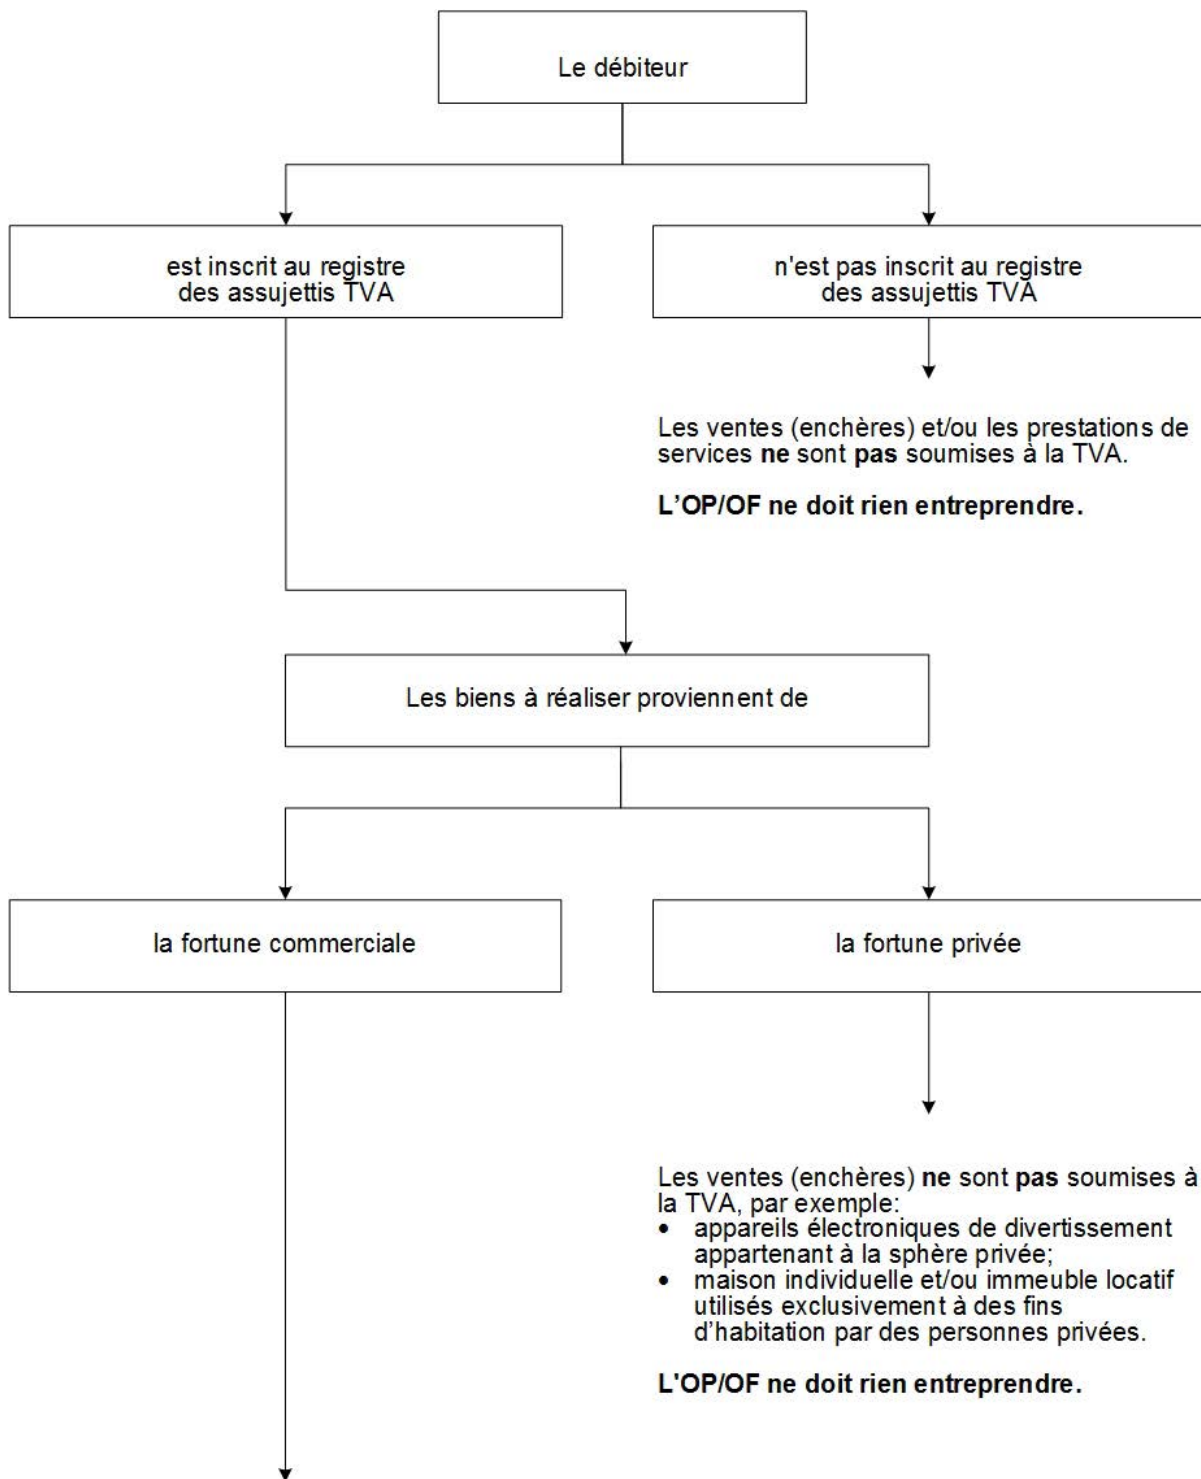 Le débiteur
est inscrit au registre
des assujettis TVA
n'est pas inscrit au registre
des assujettis TVA
Les ventes (enchères) et/ou les prestations de
services ne sont pas soumises à la TVA.
L'OP/OF ne doit rien entreprendre.
Les biens à réaliser proviennent de
la fortune commerciale
la fortune privée
Les ventes (enchères) ne sont pas soumises à
la TVA, par exemple:
• appareils électroniques de divertissement
appartenant à la sphère privée;
• maison individuelle et/ou immeuble locatif
utilisés exclusivement à des fins
d'habitation par des personnes privées.
L'OP/OF ne doit rien entreprendre.